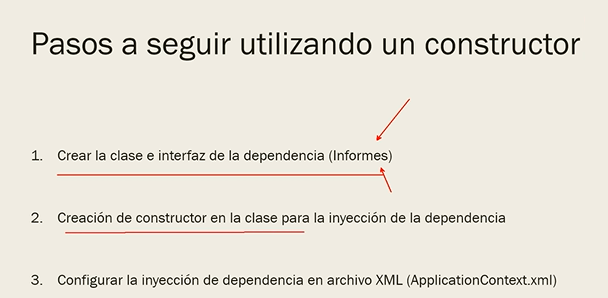 Pasos a seguir utilizando un constructor
1. Crear la clase e interfaz de la dependencia (Informes)
2. Creación de constructor en la clase para la inyección de la dependencia
3. Configurar la inyección de dependencia en archivo XML (ApplicationContext.xml)